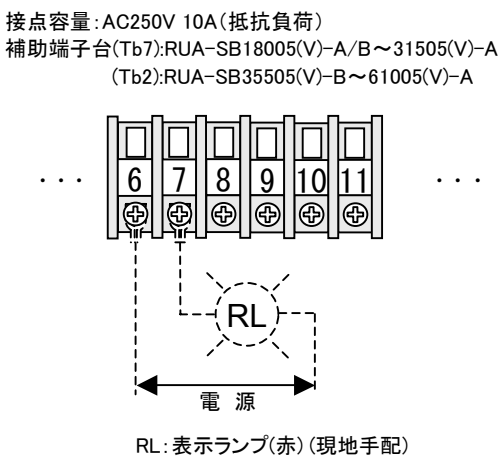 接点容量:AC250V 10A(抵抗負荷)
補助端子台(Tb7):RUA-SB18005(V)-A/B~31505(V)-A
(Tb2):RUA-SB35505(V)-B~61005(V)-A
・・・ 6 7 8 9 10 11 ・・・
RL
電 源
RL:表示ランプ(赤)(現地手配)